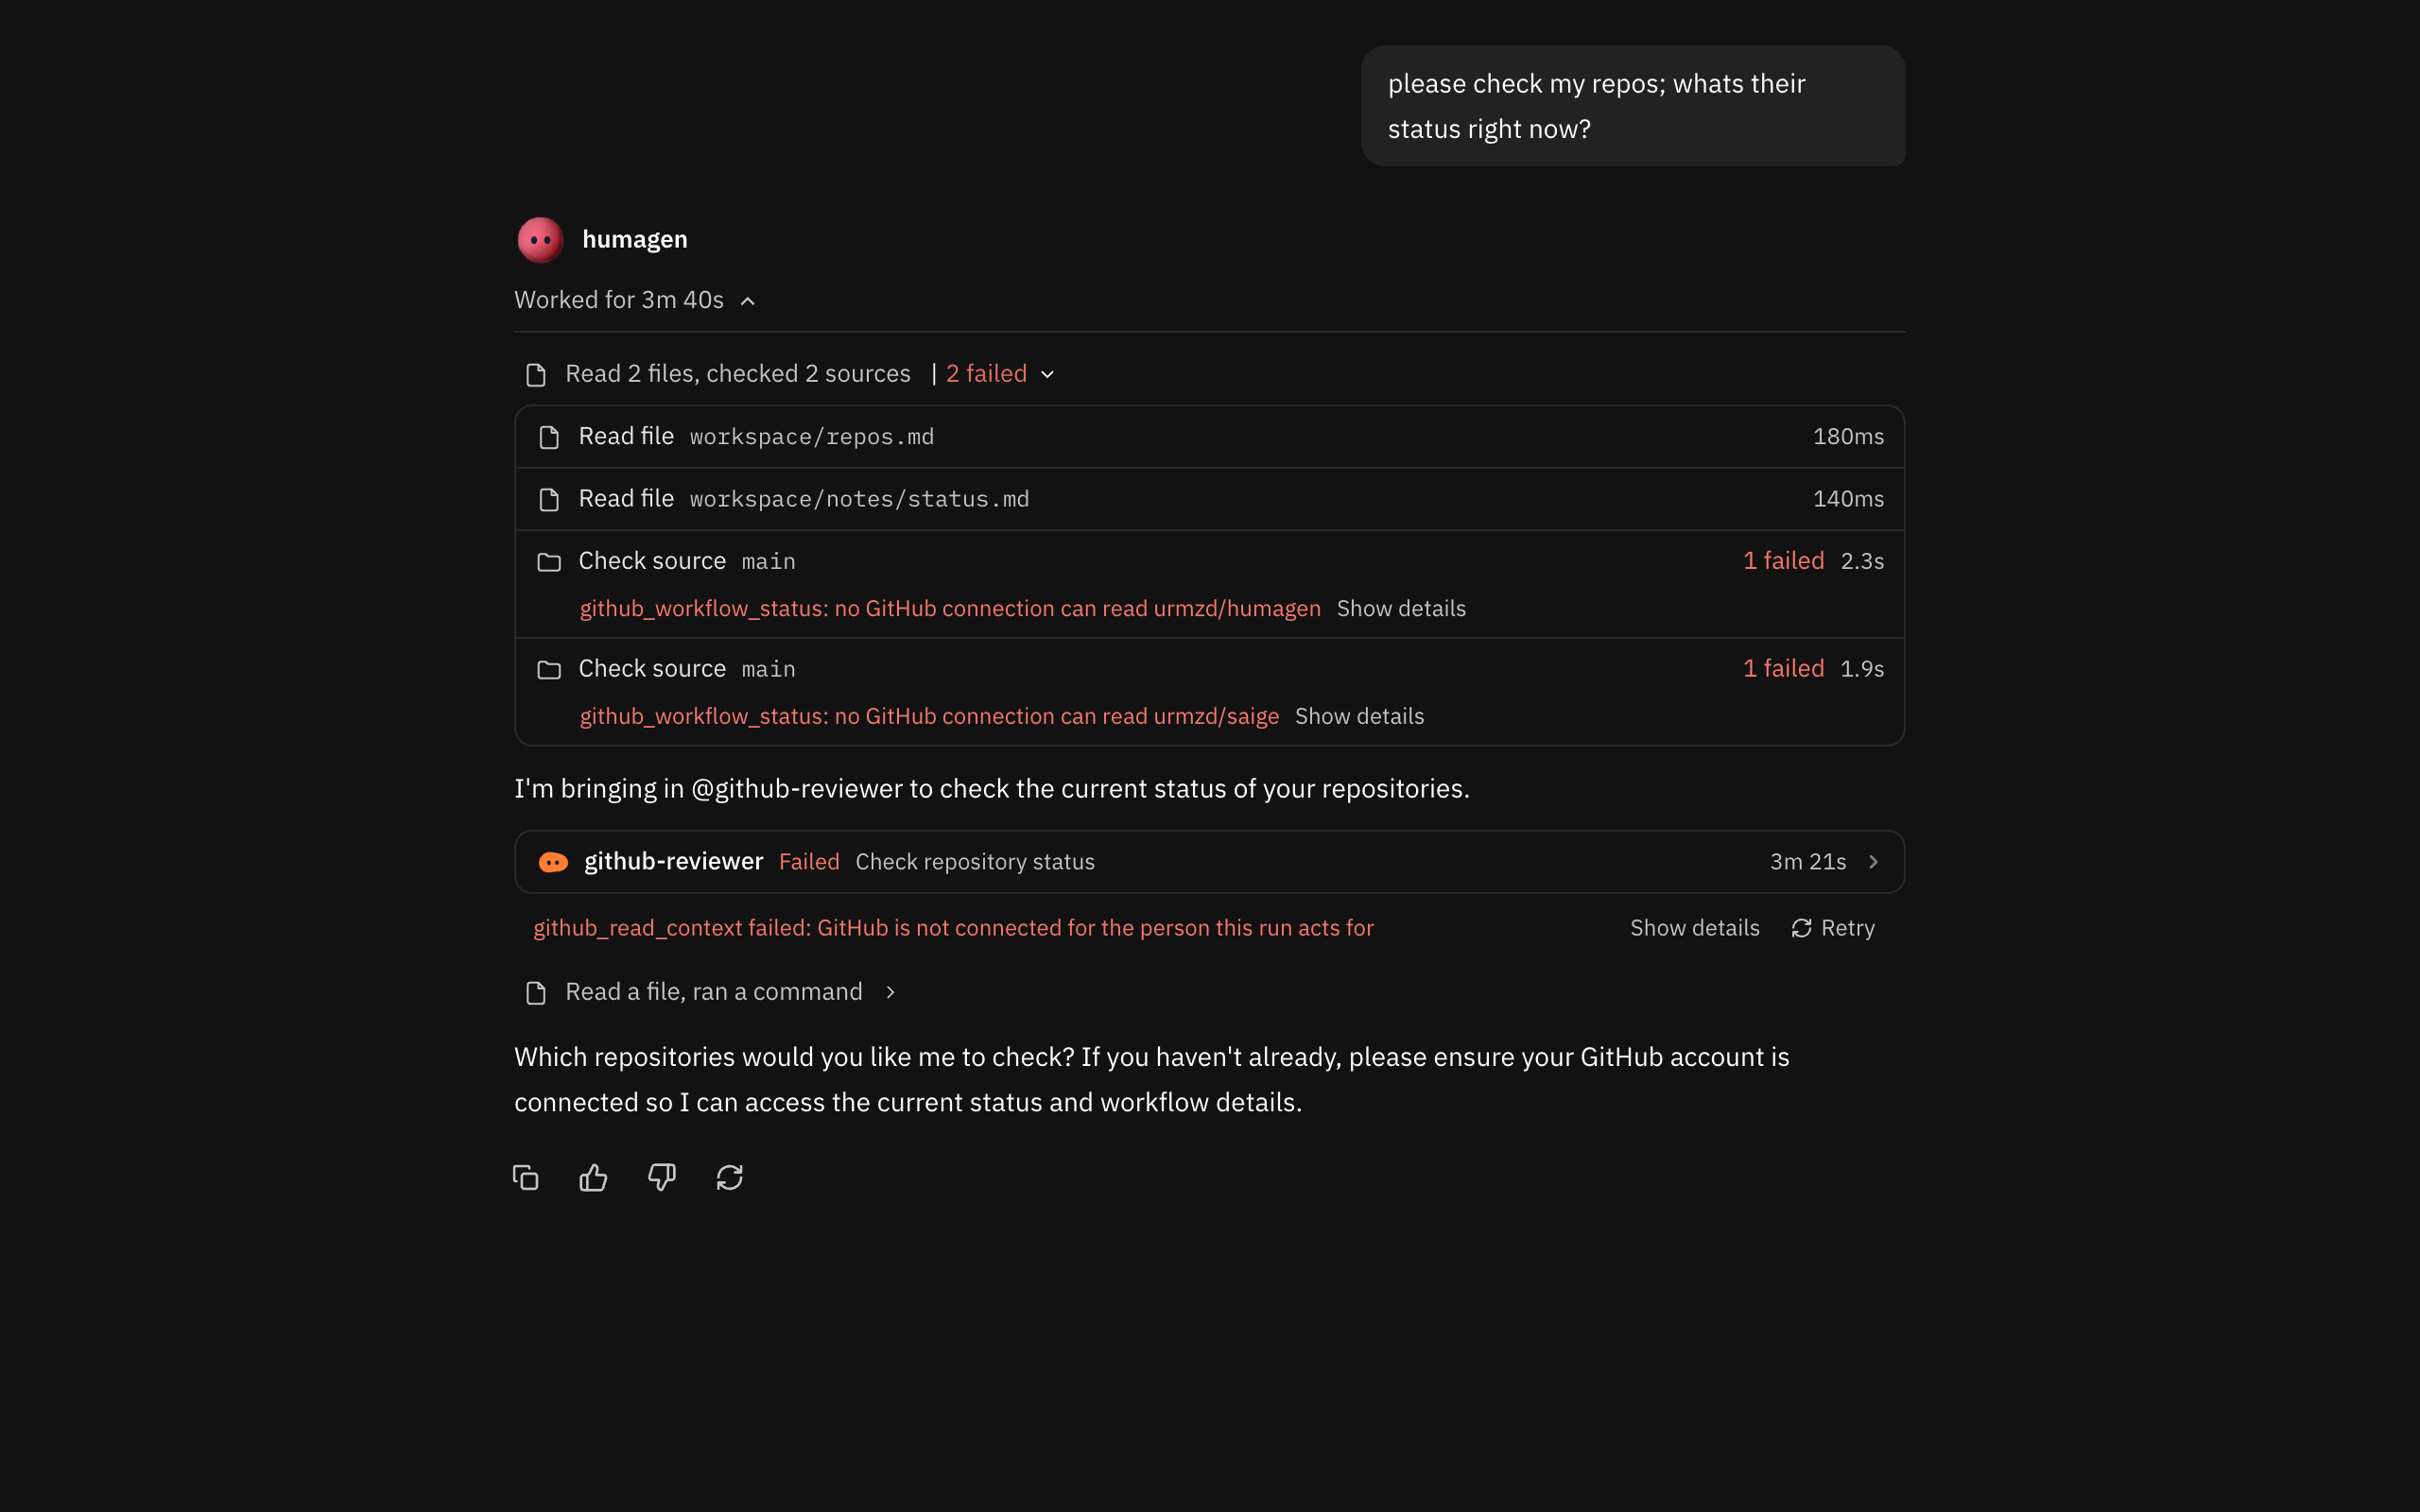 please check my repos; whats their
status right now?
humagen
Worked for 3m 40s
Read 2 files, checked 2 sources | 2 failed
Read file workspace/repos.md 180ms
Read file workspace/notes/status.md 140ms
Check source main 1 failed 2.3s
github_workflow_status: no GitHub connection can read urmzd/humagen Show details
Check source main 1 failed 1.9s
github_workflow_status: no GitHub connection can read urmzd/saige Show details
I'm bringing in @github-reviewer to check the current status of your repositories.
github-reviewer Failed Check repository status 3m 21s
github_read_context failed: GitHub is not connected for the person this run acts for Show details Retry
Read a file, ran a command
Which repositories would you like me to check? If you haven't already, please ensure your GitHub account is
connected so I can access the current status and workflow details.